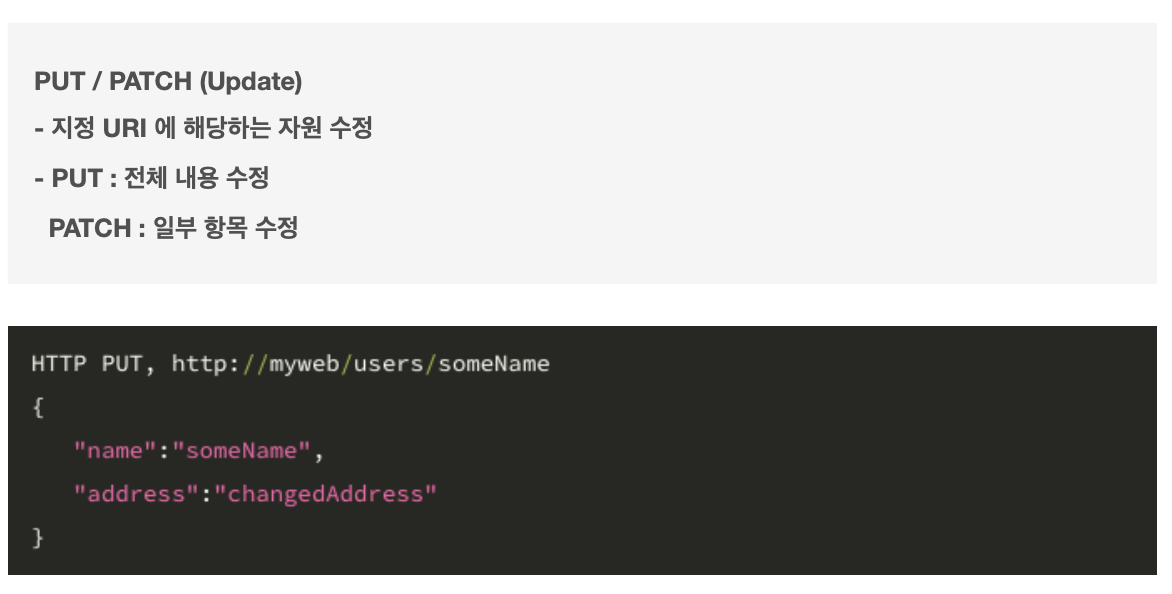 PUT / PATCH (Update)
- 지정 URI 에 해당하는 자원 수정
- PUT : 전체 내용 수정
PATCH : 일부 항목 수정
HTTP PUT, http://myweb/users/someName
{
"name":"someName",
"address":"changedAddress"
}